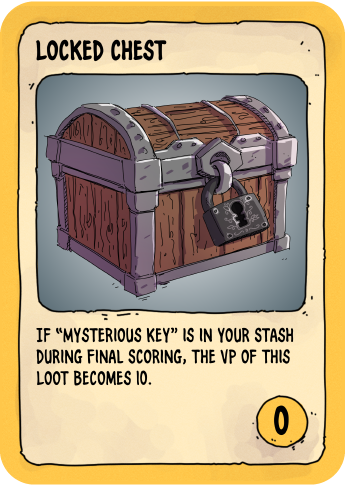 LOCKED CHEST
IF "MYSTERIOUS KEY" IS IN YOUR STASH
DURING FINAL SCORING, THE VP OF THIS
LOOT BECOMES 10.
0